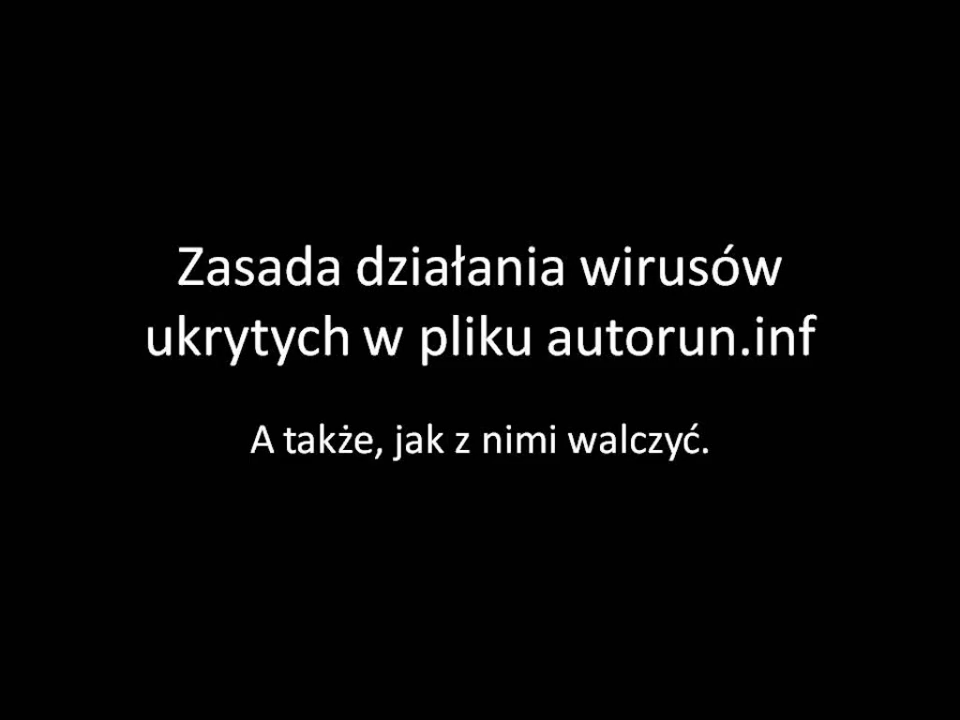 Zasada działania wirusów
ukrytych w pliku autorun.inf
A także, jak z nimi walczyć.